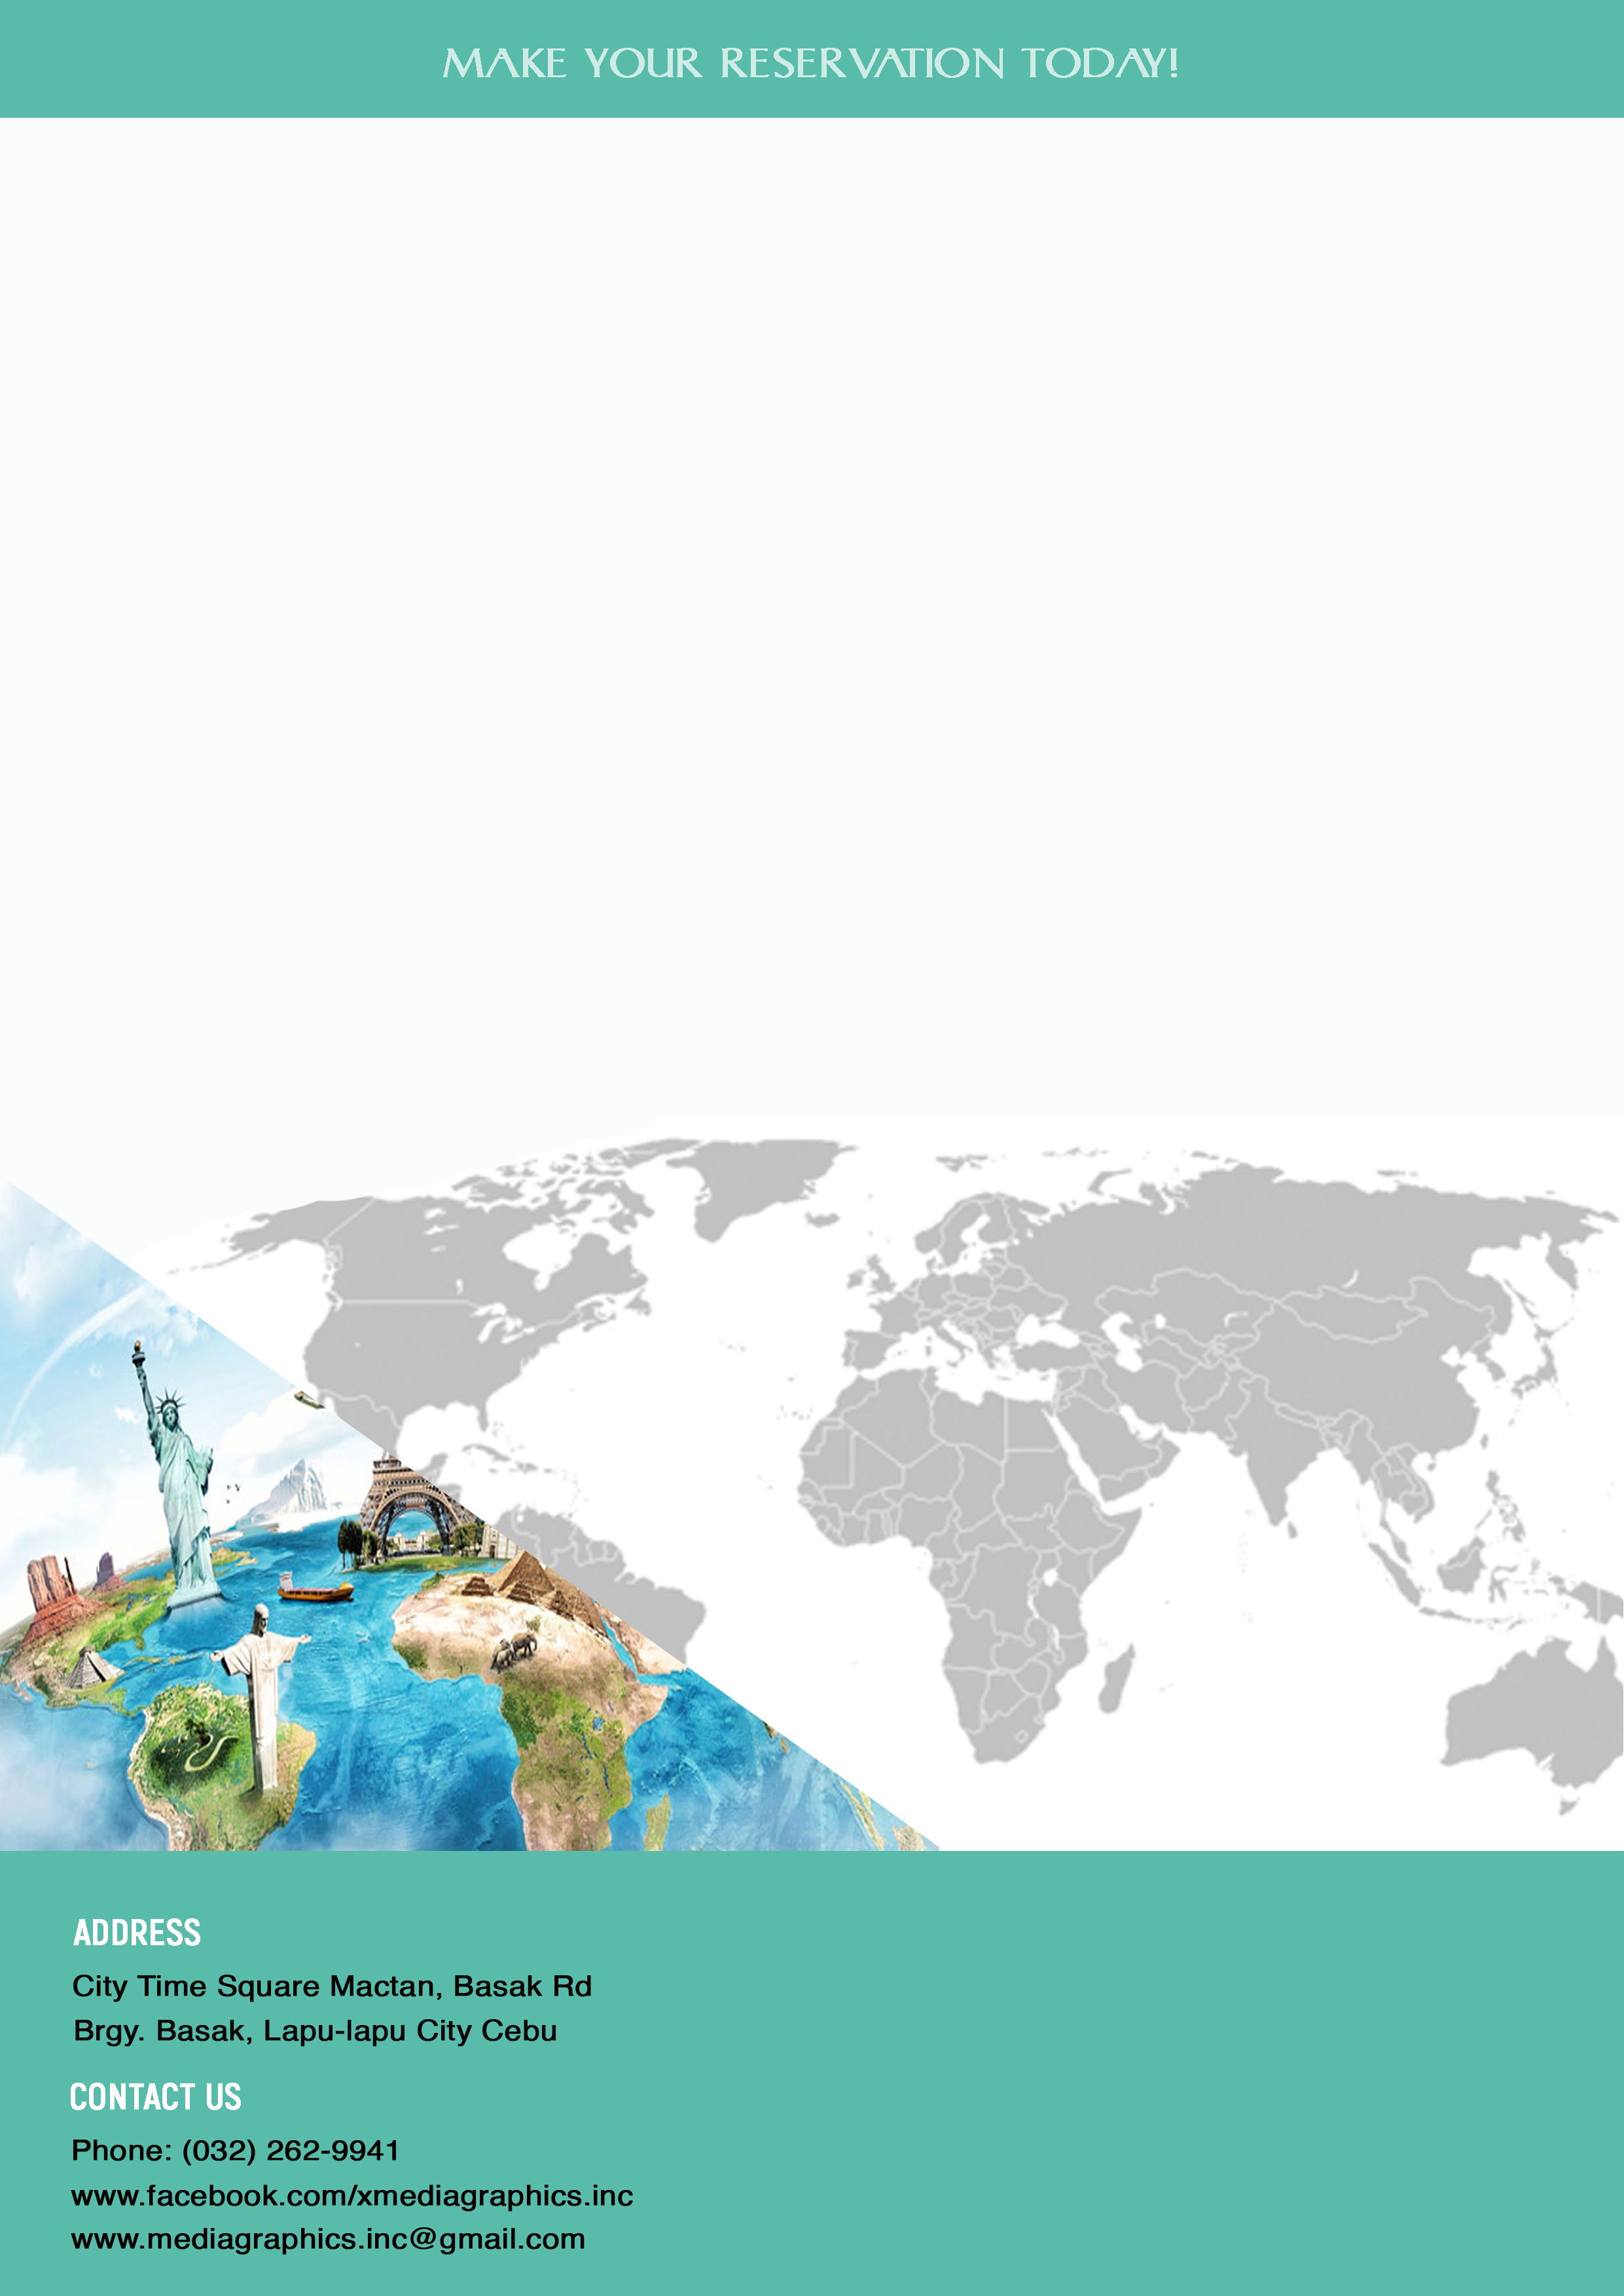 MAKE YOUR RESERVATION TODAY!
ADDRESS
City Time Square Mactan, Basak Rd
Brgy. Basak, Lapu-lapu City Cebu
CONTACT US
Phone: (032) 262-9941
www.facebook.com/xmediagraphics.inc
www.mediagraphics.inc@gmail.com